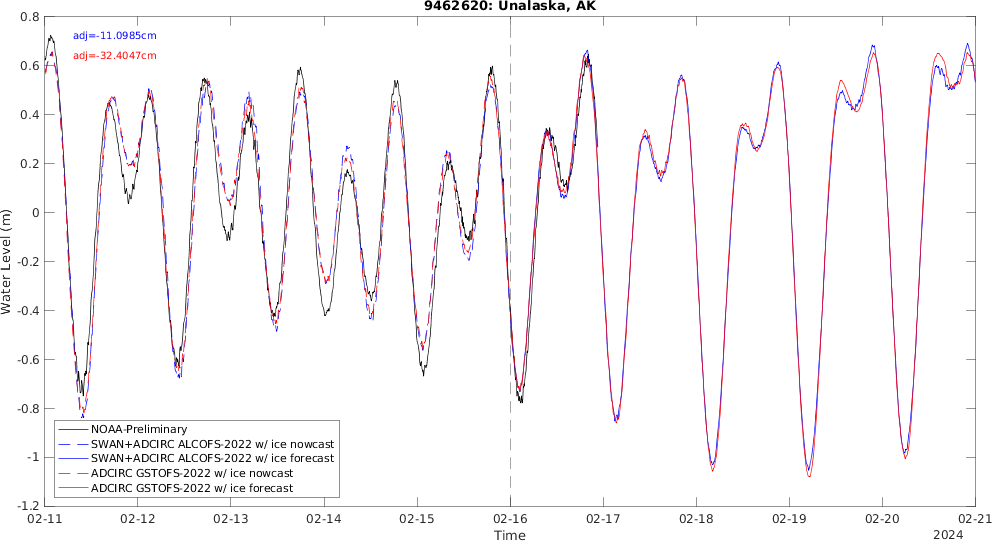 9462620: Unalaska, AK
adj=-11.0985cm
adj=-32.4047cm
0.8
0.6
0.4
0.2
0
-0.2
-0.4
-0.6
-0.8
-1
-1.2
Water Level (m)
NOAA-Preliminary
SWAN+ADCIRC ALCOFS-2022 w/ ice nowcast
SWAN+ADCIRC ALCOFS-2022 w/ ice forecast
ADCIRC GSTOFS-2022 w/ ice nowcast
ADCIRC GSTOFS-2022 w/ ice forecast
02-11 02-12 02-13 02-14 02-15 02-16 02-17 02-18 02-19 02-20 02-21
Time
2024